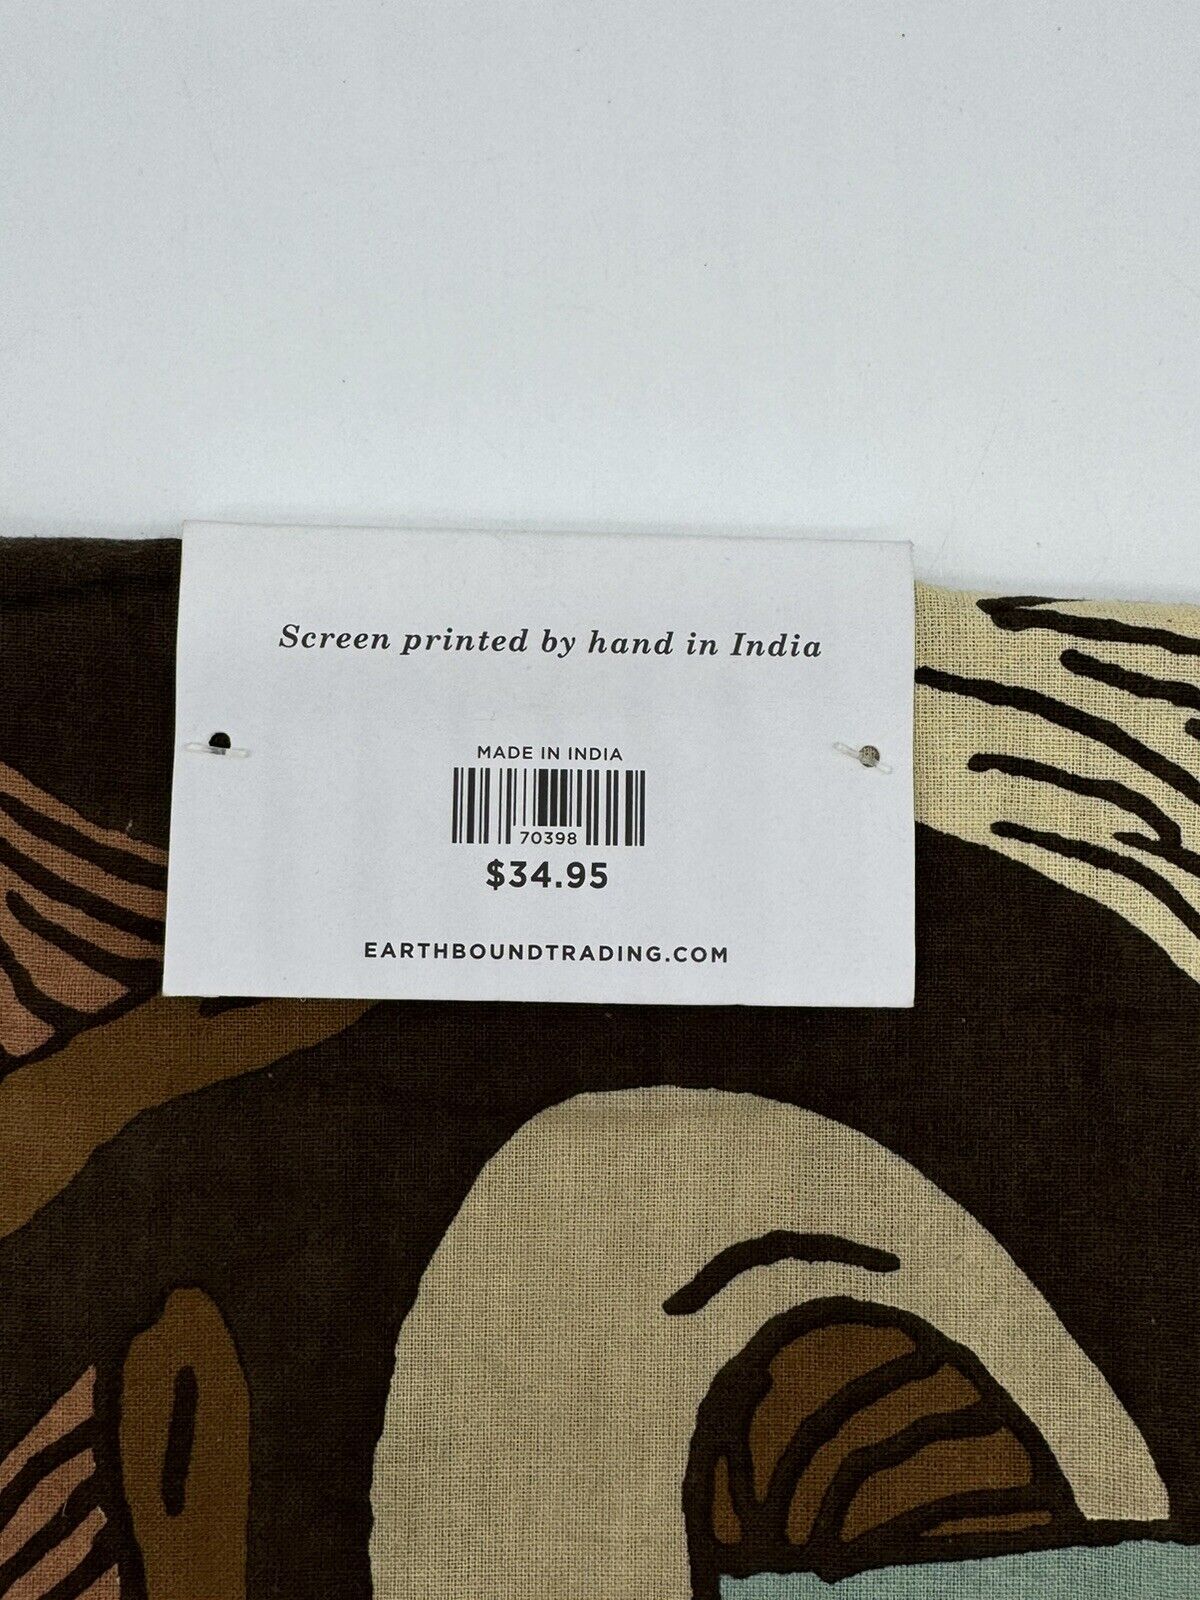 Screen printed by hand in India
MADE IN INDIA
70398
$34.95
EARTHBOUNDTRADING.COM